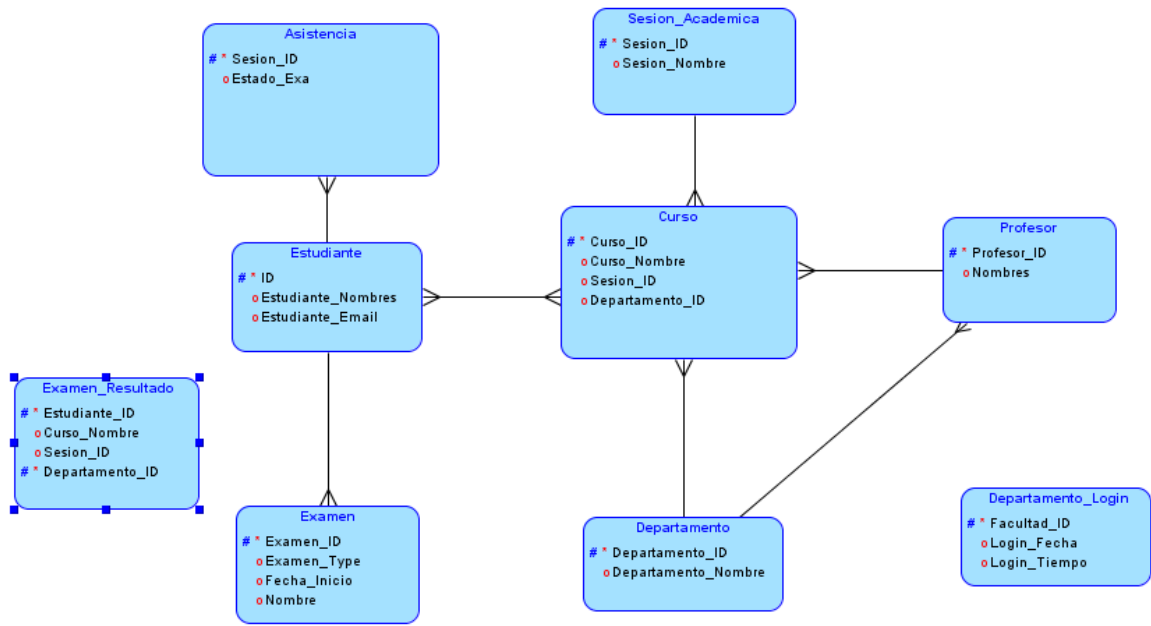 Asistencia
# * Sesion_ID
o Estado_Exa
Sesion_Academica
# * Sesion_ID
o Sesion_Nombre
Estudiante
# * ID
o Estudiante_Nombres
o Estudiante_Email
Curso
# * Curso_ID
o Curso_Nombre
o Sesion_ID
o Departamento_ID
Profesor
# * Profesor_ID
o Nombres
Examen_Resultado
# * Estudiante_ID
o Curso_Nombre
o Sesion_ID
# * Departamento_ID
Examen
# * Examen_ID
o Examen_Type
o Fecha_Inicio
o Nombre
Departamento
# * Departamento_ID
o Departamento_Nombre
Departamento_Login
# * Facultad_ID
o Login_Fecha
o Login_Tiempo